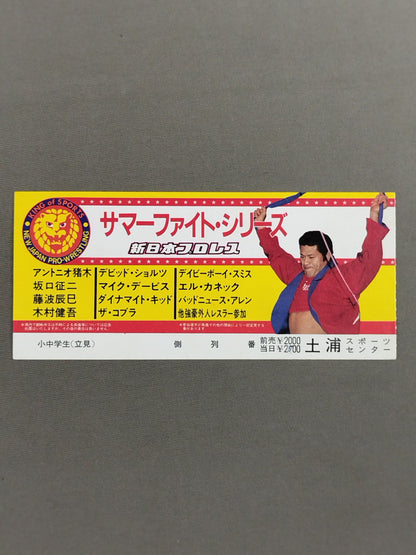 KING of SPORTS
NEW JAPAN PRO-WRESTLING
サマーファイト・シリーズ
新日本プロレス
アントニオ猪木
坂口征二
藤波辰巳
木村健吾
デビッド・ショルツ
マイク・デービス
ダイナマイト・キッド
ザ・コブラ
デイビーボーイ・スミス
エル・カネック
バッドニュース・アレン
他強豪外人レスラー参加
小中学生(立見)
側 列 番
前売¥2000
当日¥2700
土浦スポーツセンター